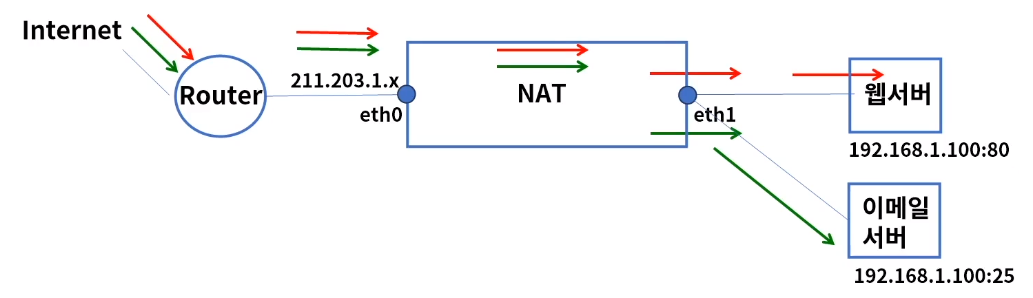 Internet
Router
211.203.1.x
eth0
NAT
eth1
웹서버
192.168.1.100:80
이메일
서버
192.168.1.100:25